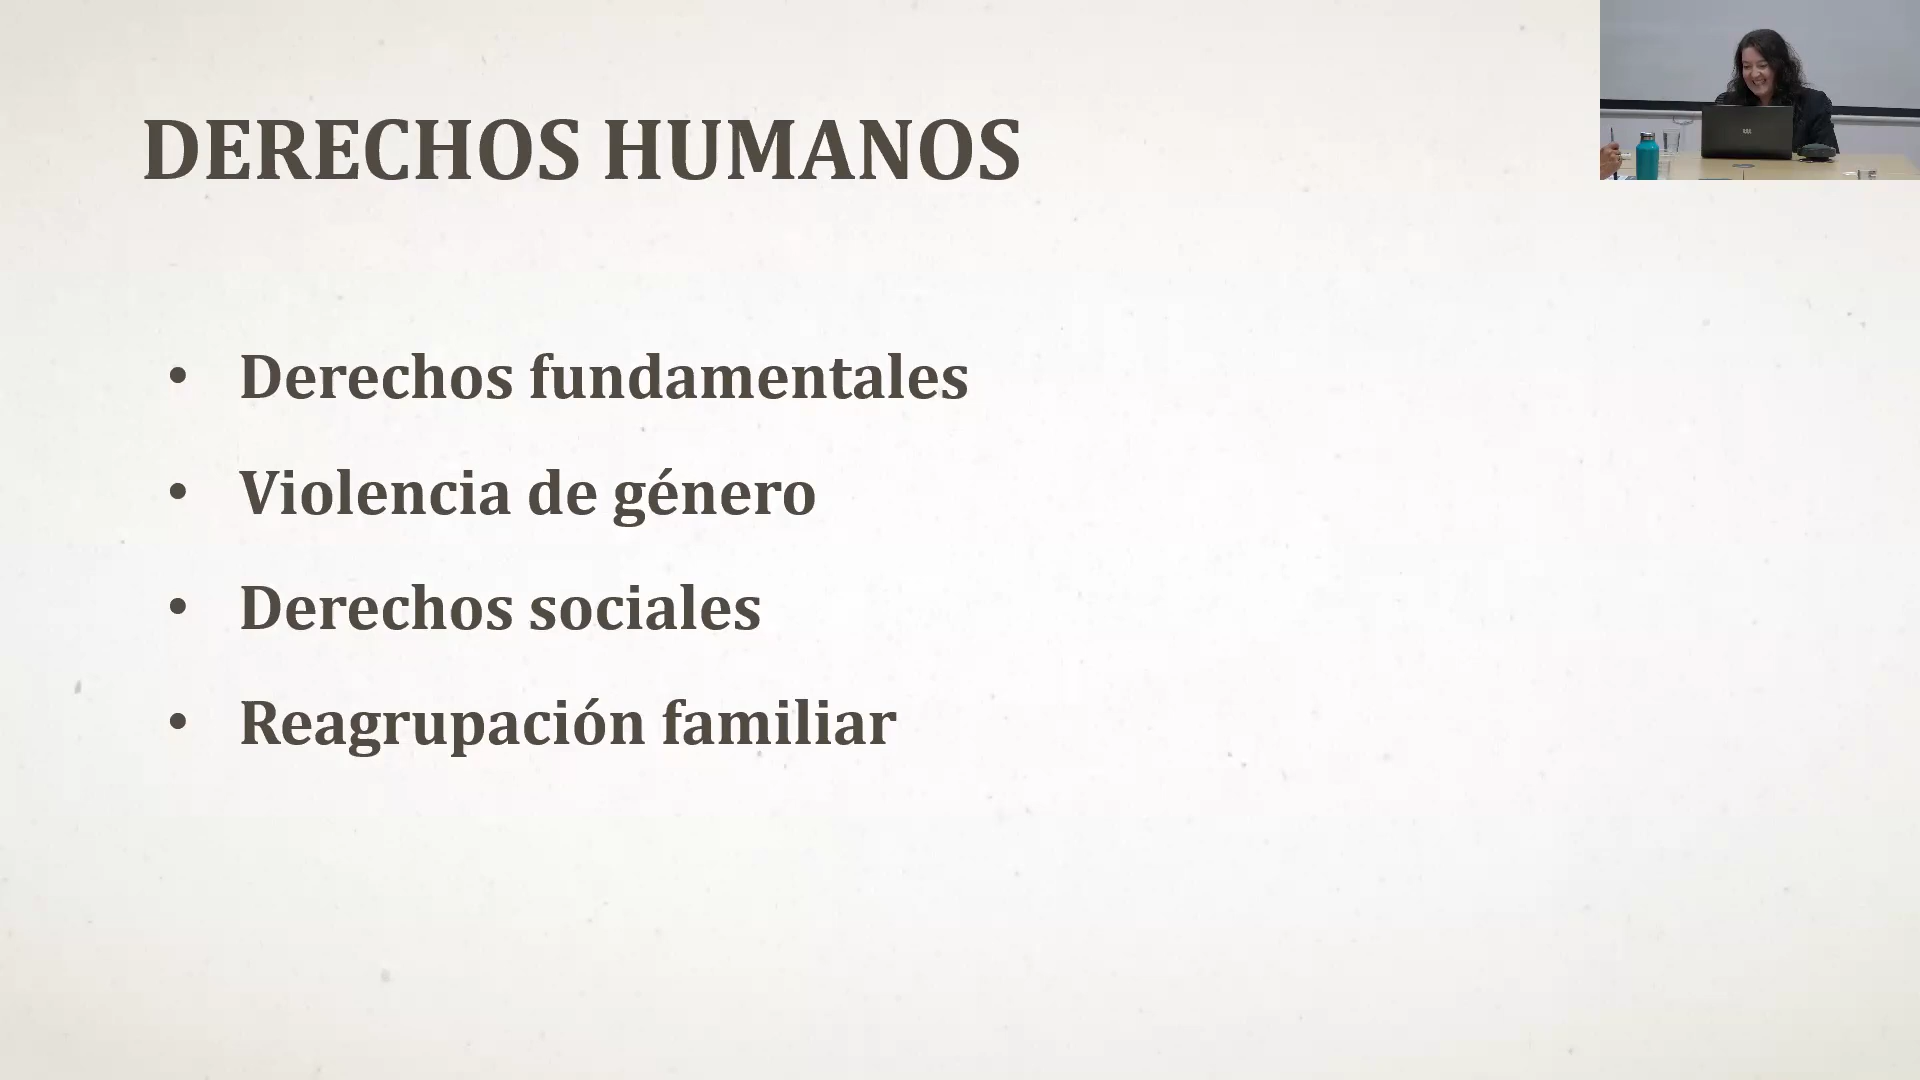 DERECHOS HUMANOS
• Derechos fundamentales
• Violencia de género
• Derechos sociales
• Reagrupación familiar